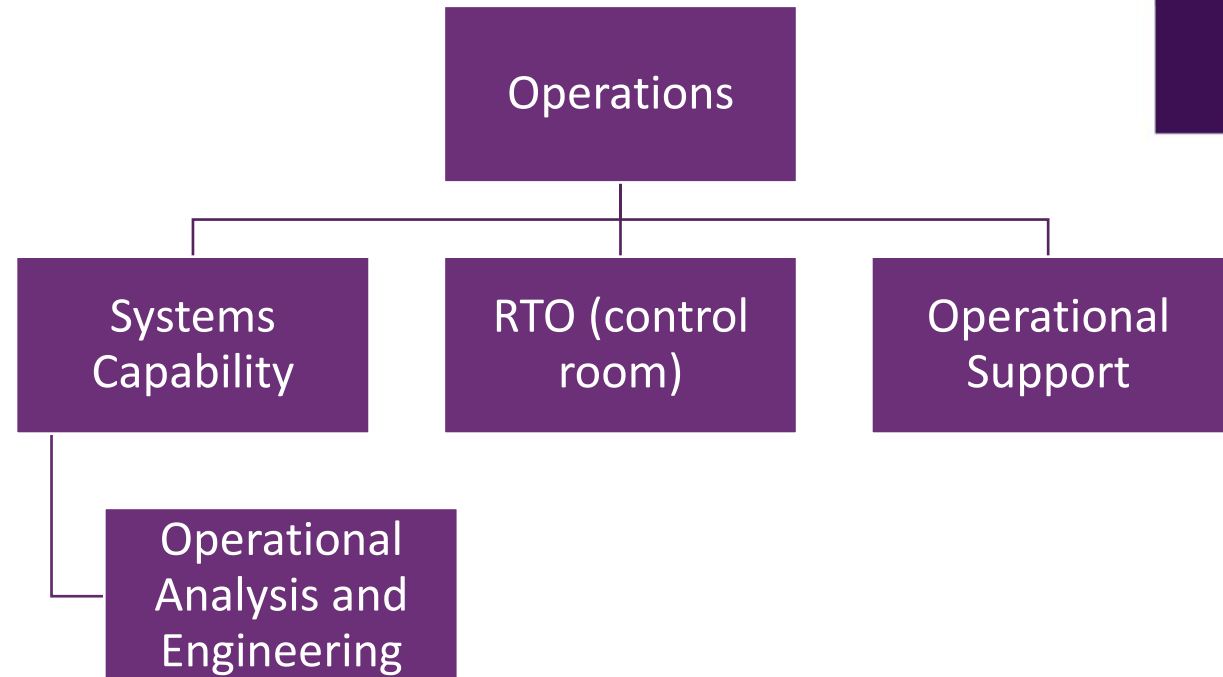 Operations
Systems
Capability
RTO (control
room)
Operational
Support
Operational
Analysis and
Engineering